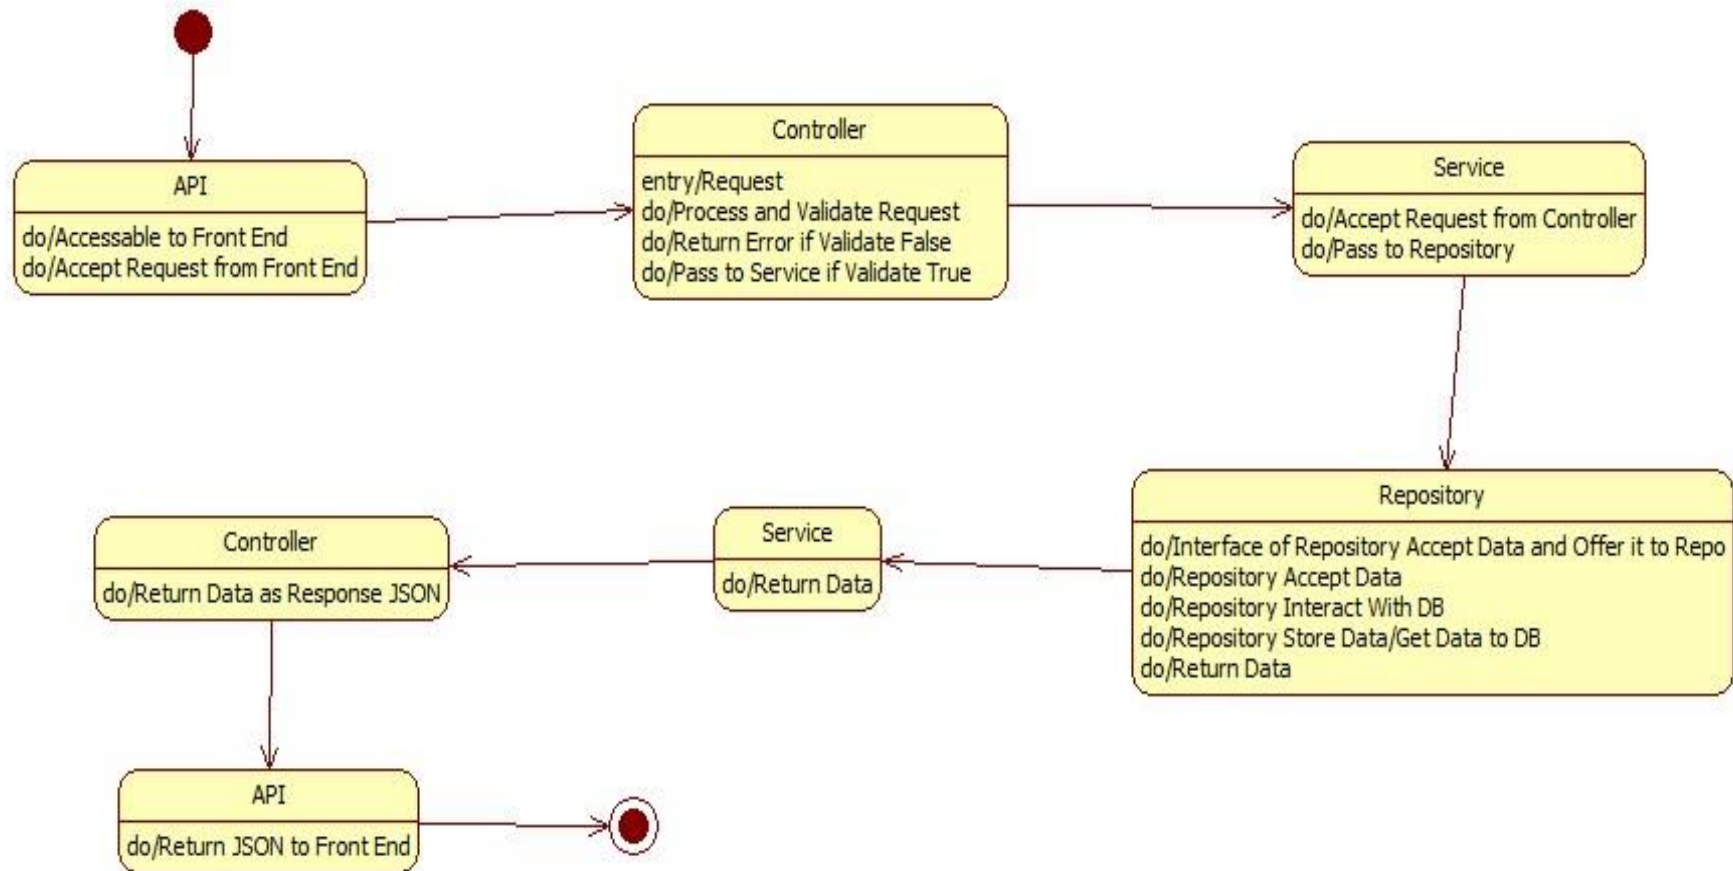 API
do/Accessable to Front End
do/Accept Request from Front End
Controller
entry/Request
do/Process and Validate Request
do/Return Error if Validate False
do/Pass to Service if Validate True
Service
do/Accept Request from Controller
do/Pass to Repository
Repository
do/Interface of Repository Accept Data and Offer it to Repo
do/Repository Accept Data
do/Repository Interact With DB
do/Repository Store Data/Get Data to DB
do/Return Data
Service
do/Return Data
Controller
do/Return Data as Response JSON
API
do/Return JSON to Front End